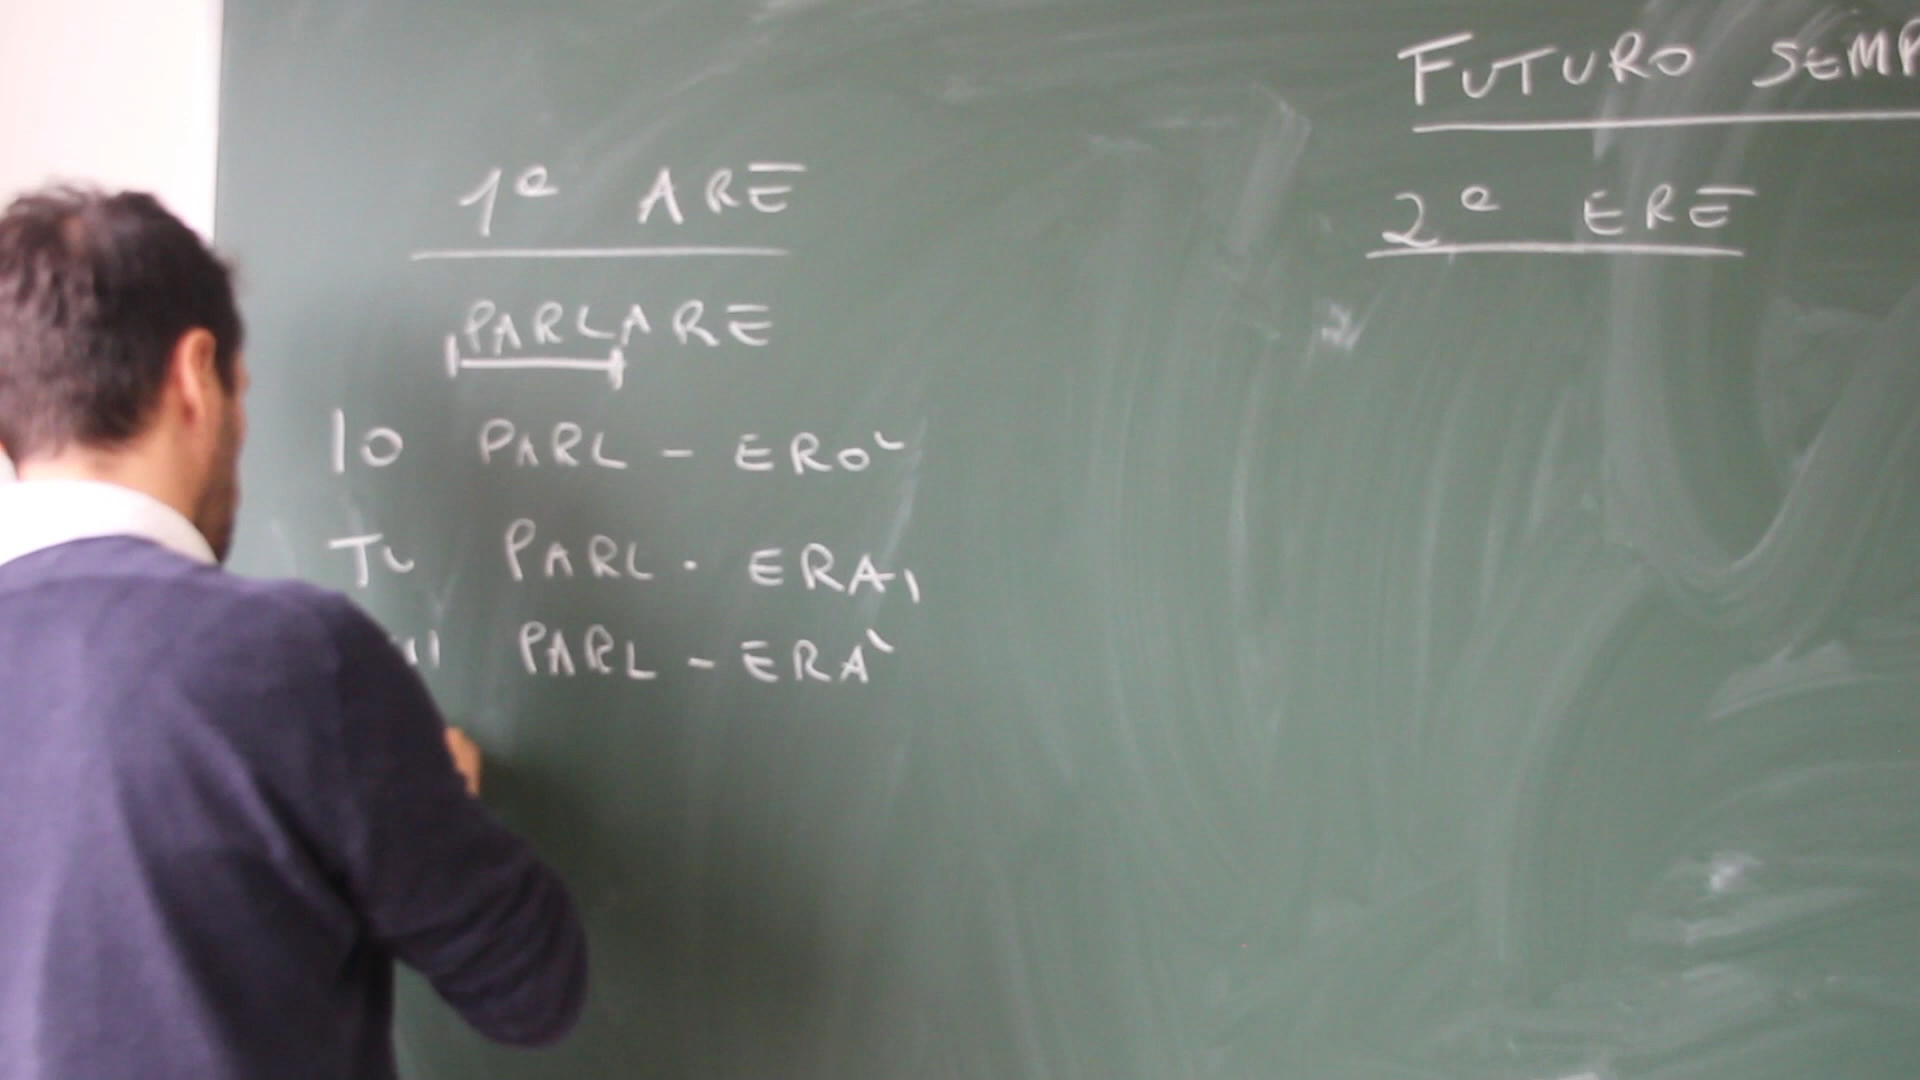 FUTURO SEMP
1ª ARE
2ª ERE
PARLARE
IO PARL - ERÒ
TU PARL - ERAI
PARL - ERÀ